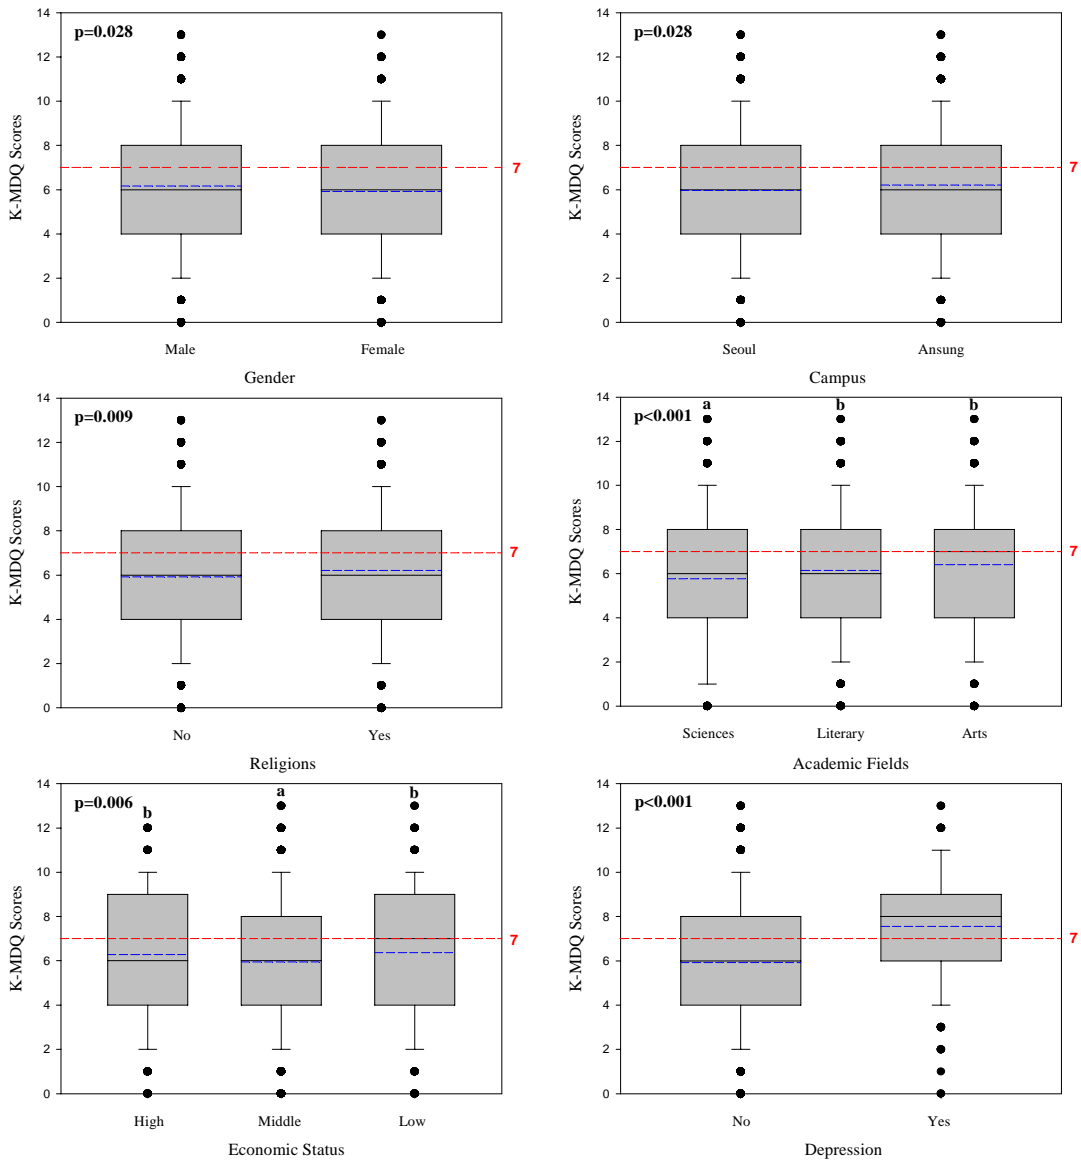 14
p=0.028
12
10
8
7
6
4
2
0
K-MDQ Scores
Male Female
Gender
14
p=0.028
12
10
8
7
6
4
2
0
K-MDQ Scores
Seoul Ansung
Campus
14
p=0.009
12
10
8
7
6
4
2
0
K-MDQ Scores
No Yes
Religions
14
a b b
p<0.001
12
10
8
7
6
4
2
0
K-MDQ Scores
Sciences Literary Arts
Academic Fields
14
p=0.006
b a b
12
10
8
7
6
4
2
0
K-MDQ Scores
High Middle Low
Economic Status
14
p<0.001
12
10
8
7
6
4
2
0
K-MDQ Scores
No Yes
Depression